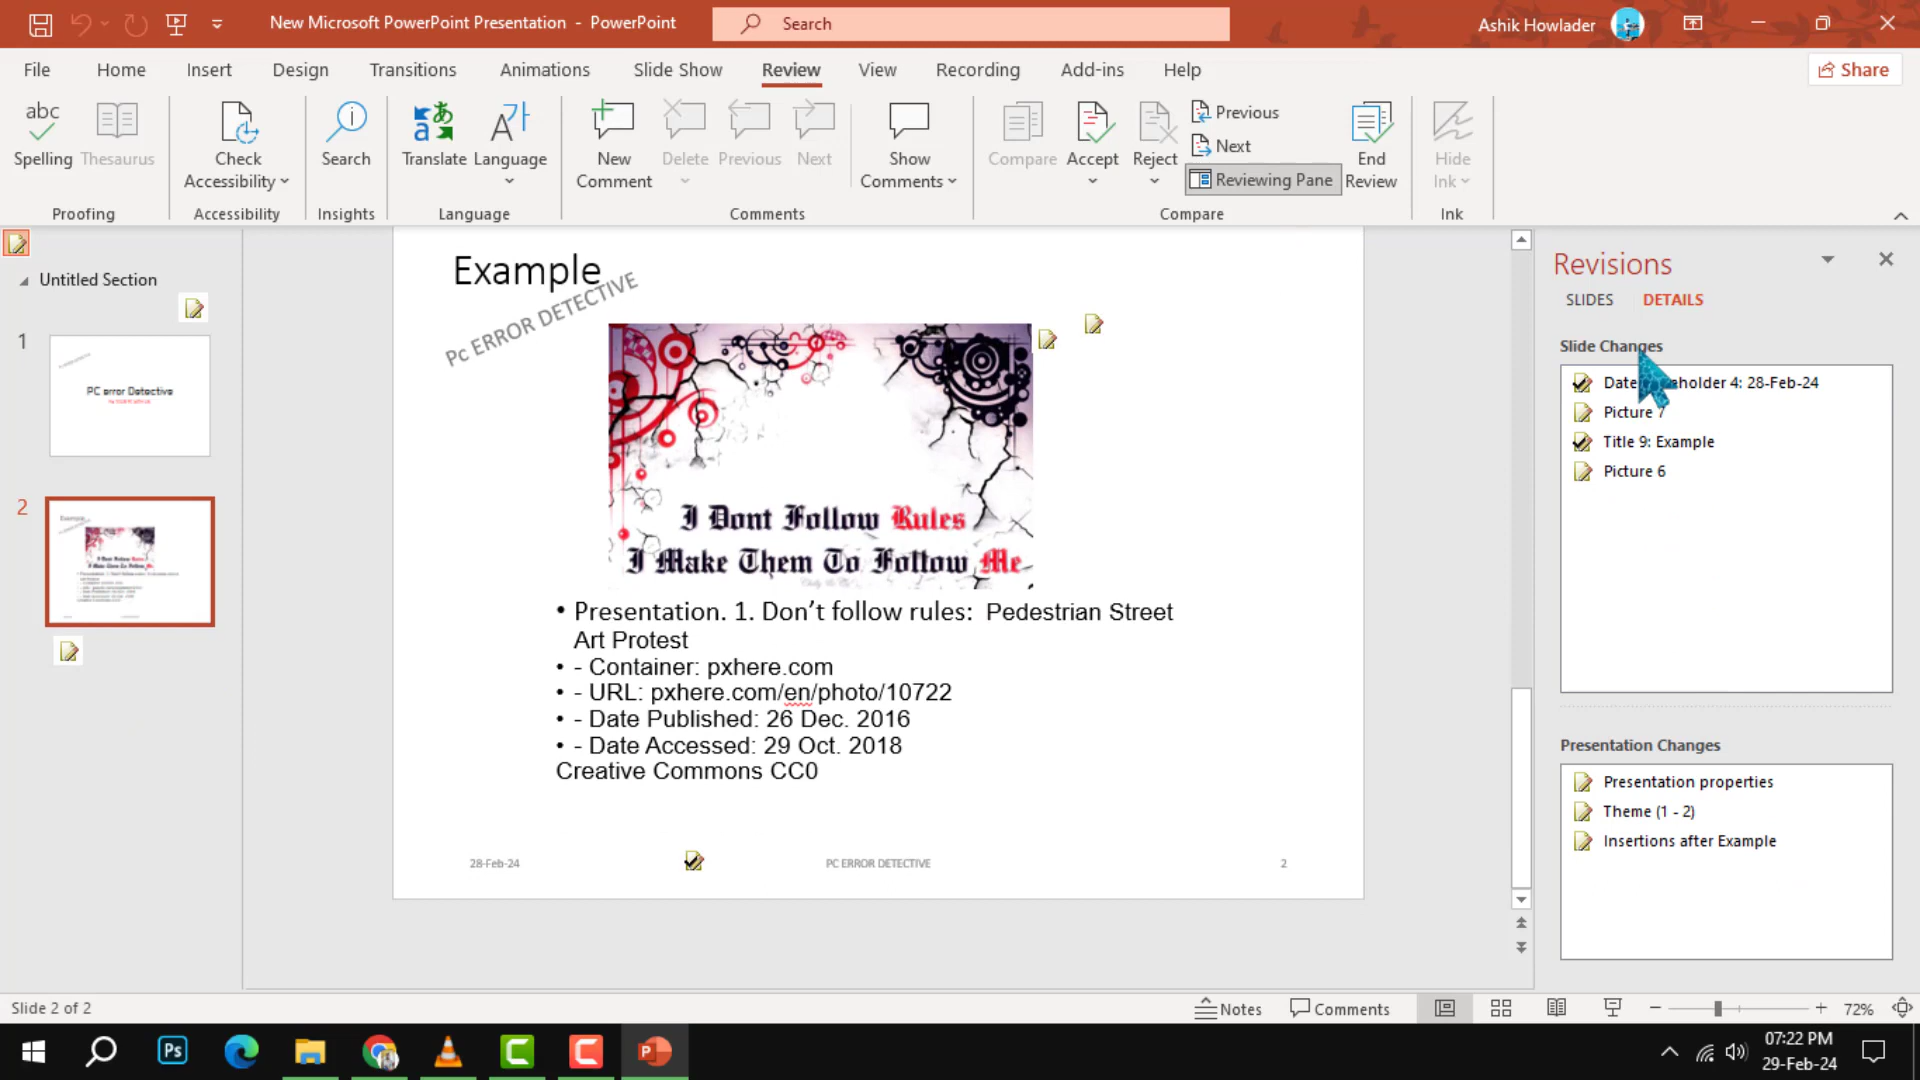 New Microsoft PowerPoint Presentation - PowerPoint
Search
Ashik Howlader
File
Home
Insert
Design
Transitions
Animations
Slide Show
Review
View
Recording
Add-ins
Help
Share
abc
Spelling
Thesaurus
Proofing
Check
Accessibility
Accessibility
Search
Insights
Translate
Language
Language
New
Comment
Delete
Previous
Next
Show
Comments
Comments
Compare
Accept
Reject
Previous
Next
Reviewing Pane
End
Review
Compare
Hide
Ink
Ink
Untitled Section
1
PC error Detective
2
Example
Pc ERROR DETECTIVE
I Dont Follow Rules
I Make Them To Follow Me
• Presentation. 1. Don’t follow rules: Pedestrian Street
Art Protest
• - Container: pxhere.com
• - URL: pxhere.com/en/photo/10722
• - Date Published: 26 Dec. 2016
• - Date Accessed: 29 Oct. 2018
Creative Commons CC0
28-Feb-24
PC ERROR DETECTIVE
2
Revisions
SLIDES
DETAILS
Slide Changes
4: 28-Feb-24
Picture 7
Title 9: Example
Picture 6
Presentation Changes
Presentation properties
Theme (1 - 2)
Insertions after Example
Slide 2 of 2
Notes
Comments
72%
Ps
07:22 PM
29-Feb-24